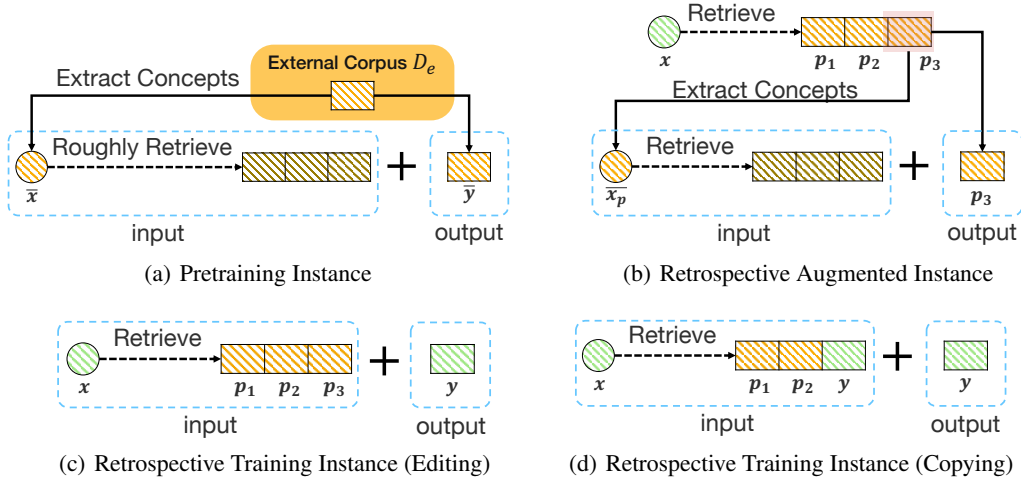 External Corpus Dₑ
Extract Concepts
Roughly Retrieve
x̅
+
y̅
input
output
(a) Pretraining Instance
Retrieve
x
p₁ p₂ p₃
Extract Concepts
Retrieve
x̅ₚ
+
p₃
input
output
(b) Retrospective Augmented Instance
Retrieve
x
p₁ p₂ p₃
+
y
input
output
(c) Retrospective Training Instance (Editing)
Retrieve
x
p₁ p₂ y
+
y
input
output
(d) Retrospective Training Instance (Copying)